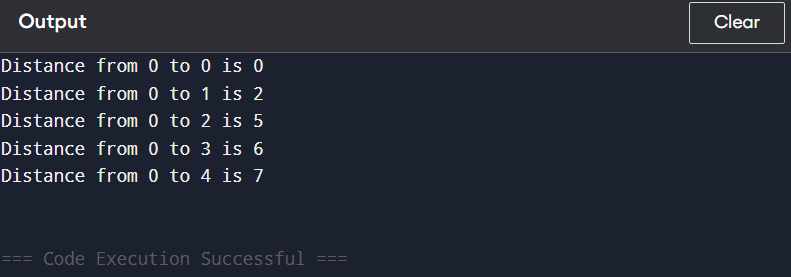 Output
Clear
Distance from 0 to 0 is 0
Distance from 0 to 1 is 2
Distance from 0 to 2 is 5
Distance from 0 to 3 is 6
Distance from 0 to 4 is 7
=== Code Execution Successful ===